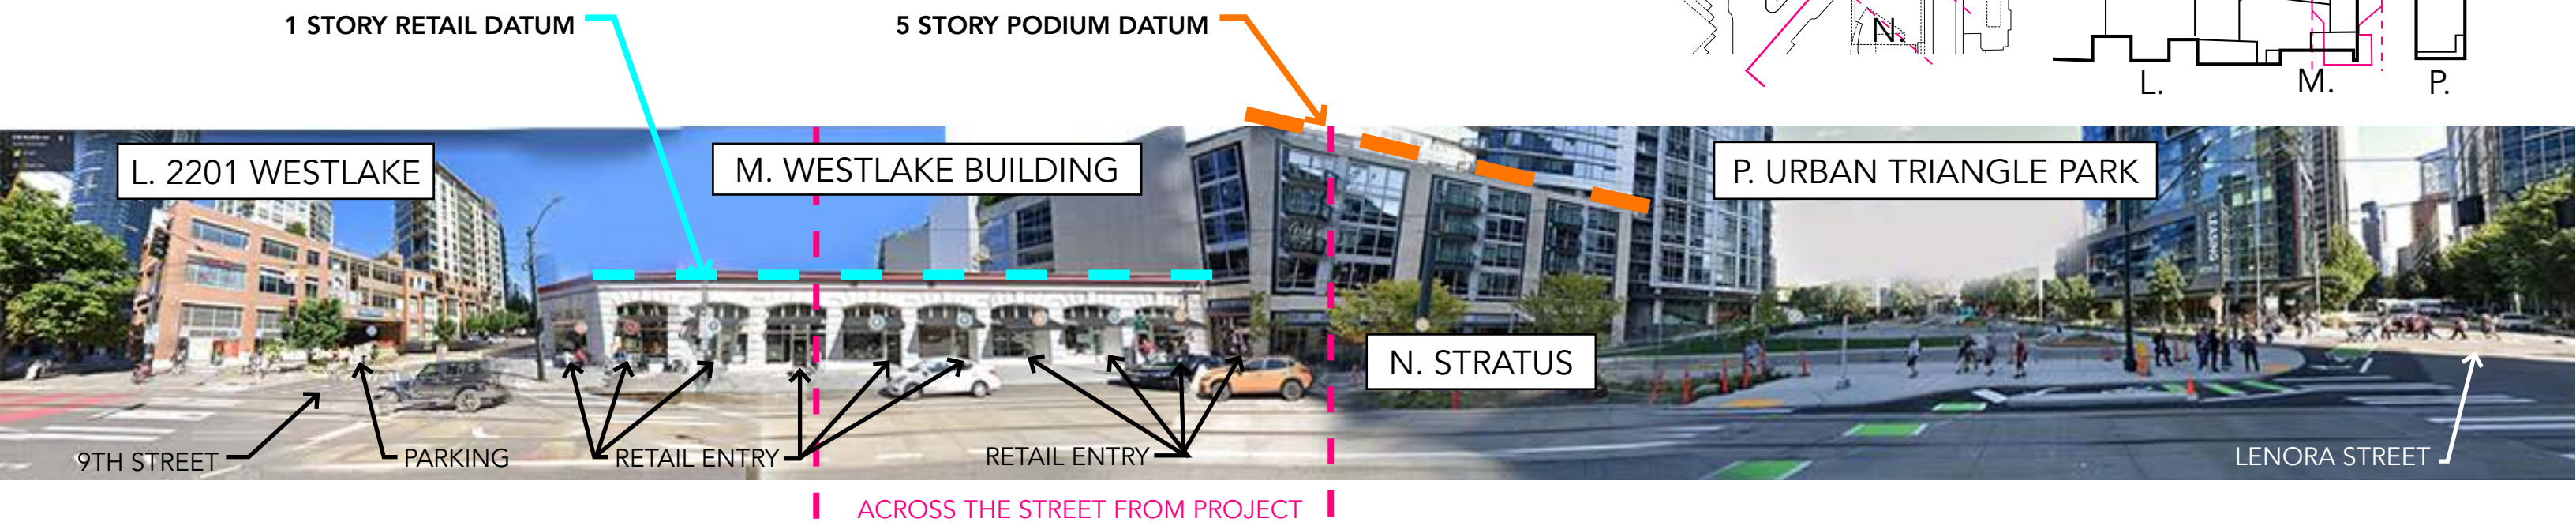 1 STORY RETAIL DATUM
5 STORY PODIUM DATUM
N.
L.
M.
P.
L. 2201 WESTLAKE
M. WESTLAKE BUILDING
P. URBAN TRIANGLE PARK
N. STRATUS
9TH STREET
PARKING
RETAIL ENTRY
RETAIL ENTRY
LENORA STREET
ACROSS THE STREET FROM PROJECT